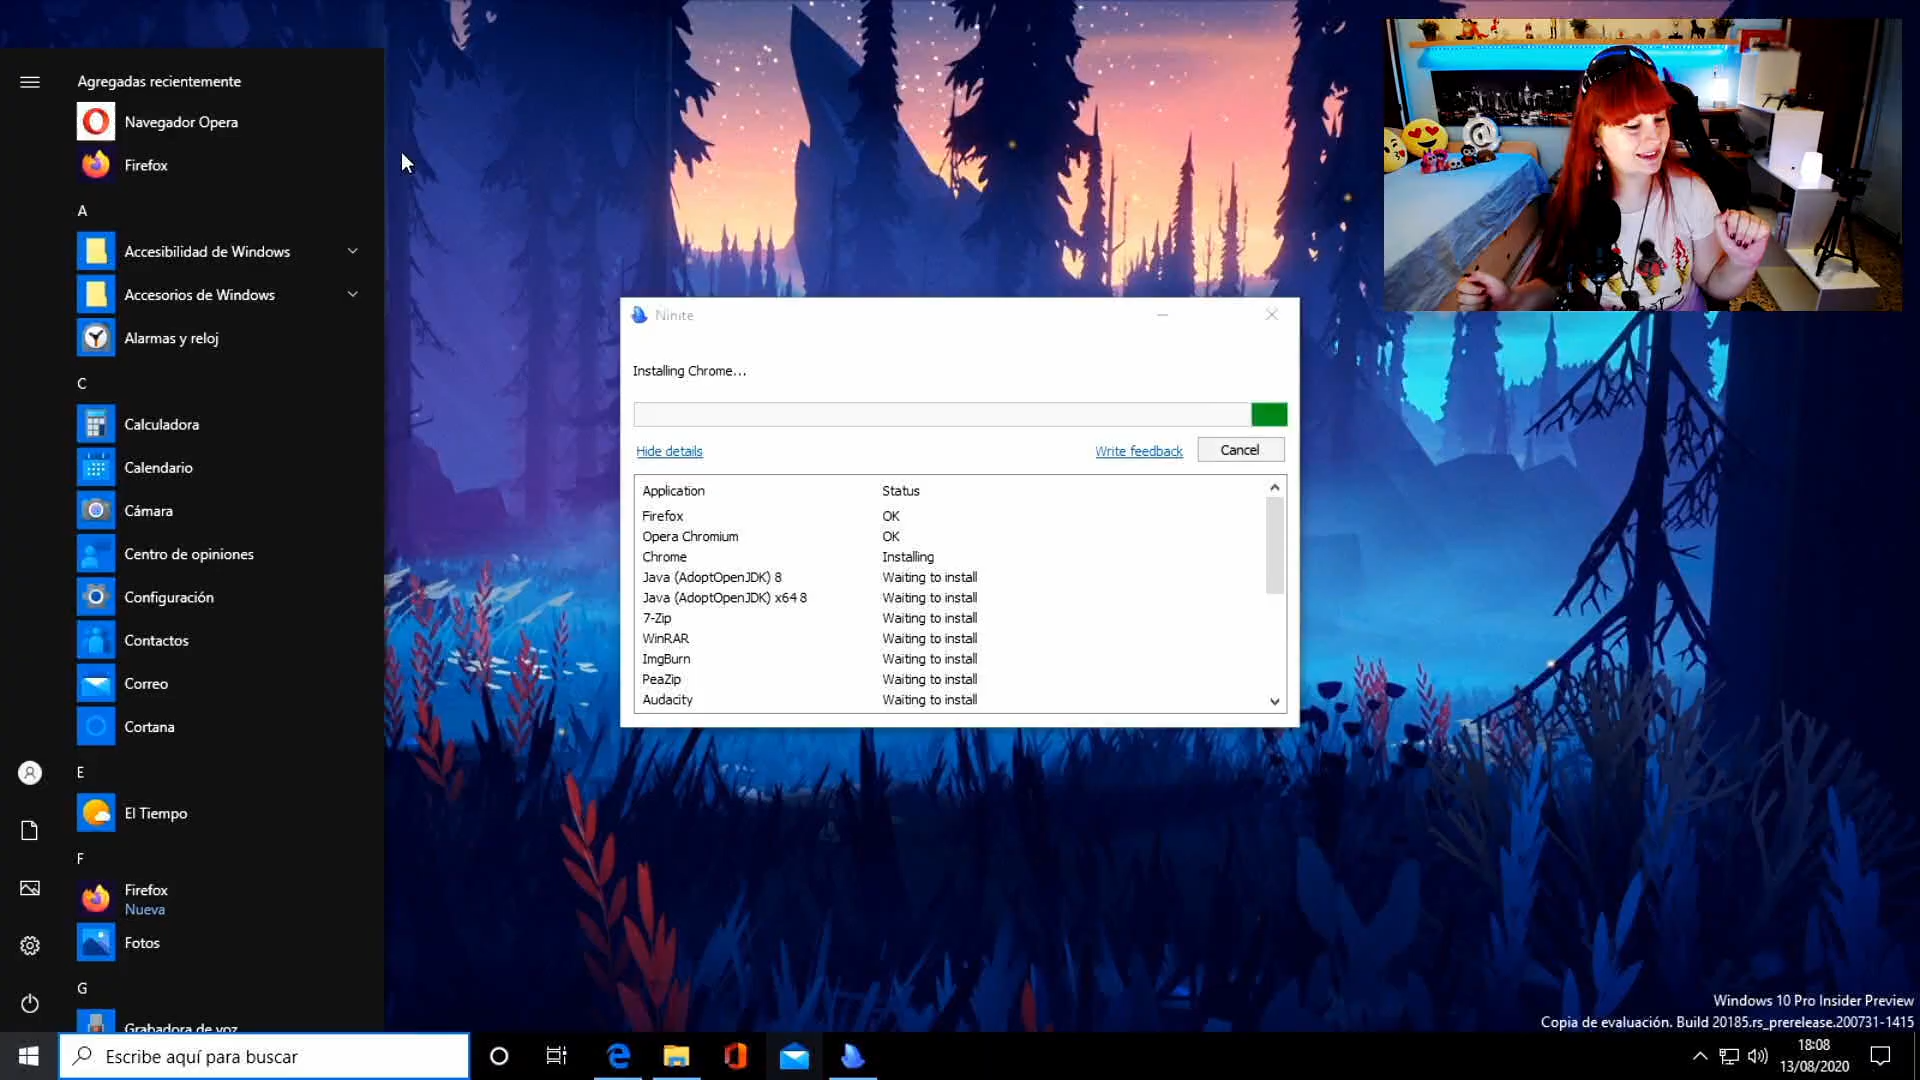 Agregadas recientemente
Navegador Opera
Firefox
A
Accesibilidad de Windows
Accesorios de Windows
Alarmas y reloj
C
Calculadora
Calendario
Cámara
Centro de opiniones
Configuración
Contactos
Correo
Cortana
E
El Tiempo
F
Firefox
Nueva
Fotos
G
Grabadora de voz
Escribe aquí para buscar
Ninite
Installing Chrome...
Hide details
Write feedback
Cancel
Application Status
Firefox OK
Opera Chromium OK
Chrome Installing
Java (AdoptOpenJDK) 8 Waiting to install
Java (AdoptOpenJDK) x64 8 Waiting to install
7-Zip Waiting to install
WinRAR Waiting to install
ImgBurn Waiting to install
PeaZip Waiting to install
Audacity Waiting to install
Windows 10 Pro Insider Preview
Copia de evaluación. Build 20185.rs_prerelease.200731-1415
18:08
13/08/2020